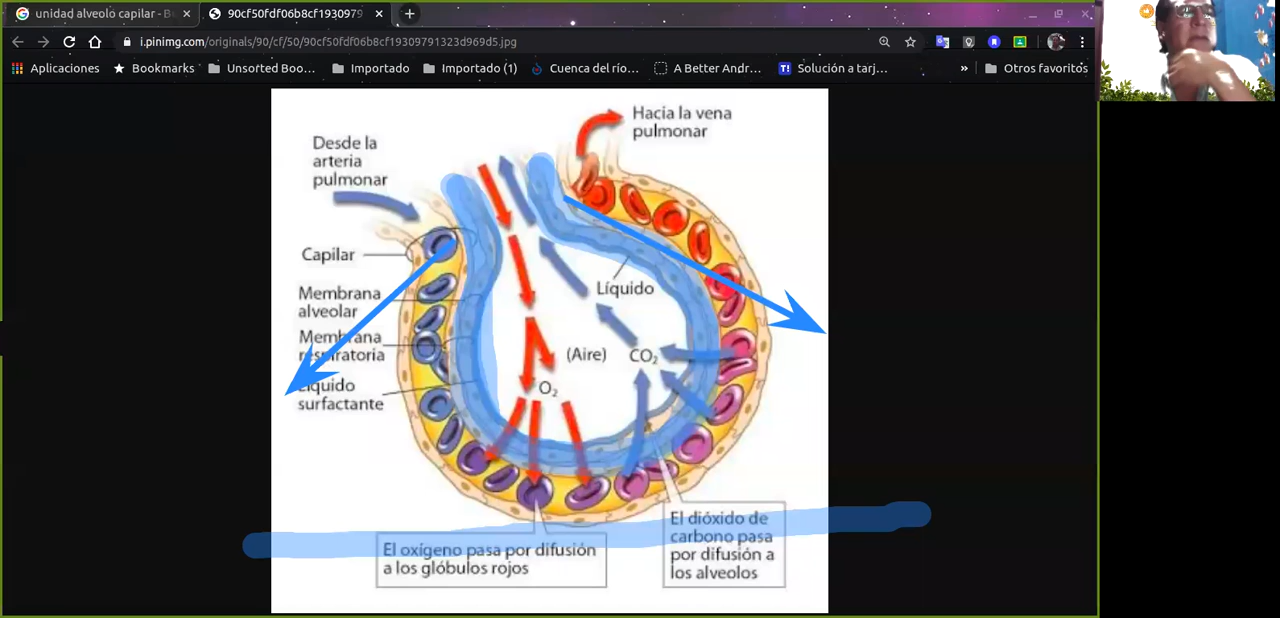 unidad alveolo capilar - B
90cf50fdf06b8cf1930979
i.pinimg.com/originals/90/cf/50/90cf50fdf06b8cf19309791323d969d5.jpg
Aplicaciones
Bookmarks
Unsorted Boo...
Importado
Importado (1)
Cuenca del río...
A Better Andr...
Solución a tarj...
»
Otros favoritos
Hacia la vena
pulmonar
Desde la
arteria
pulmonar
Capilar
Líquido
Membrana
alveolar
Membrana
respiratoria
(Aire)
CO₂
Líquido
surfactante
O₂
El oxígeno pasa por difusión
a los glóbulos rojos
El dióxido de
carbono pasa
por difusión a
los alveolos